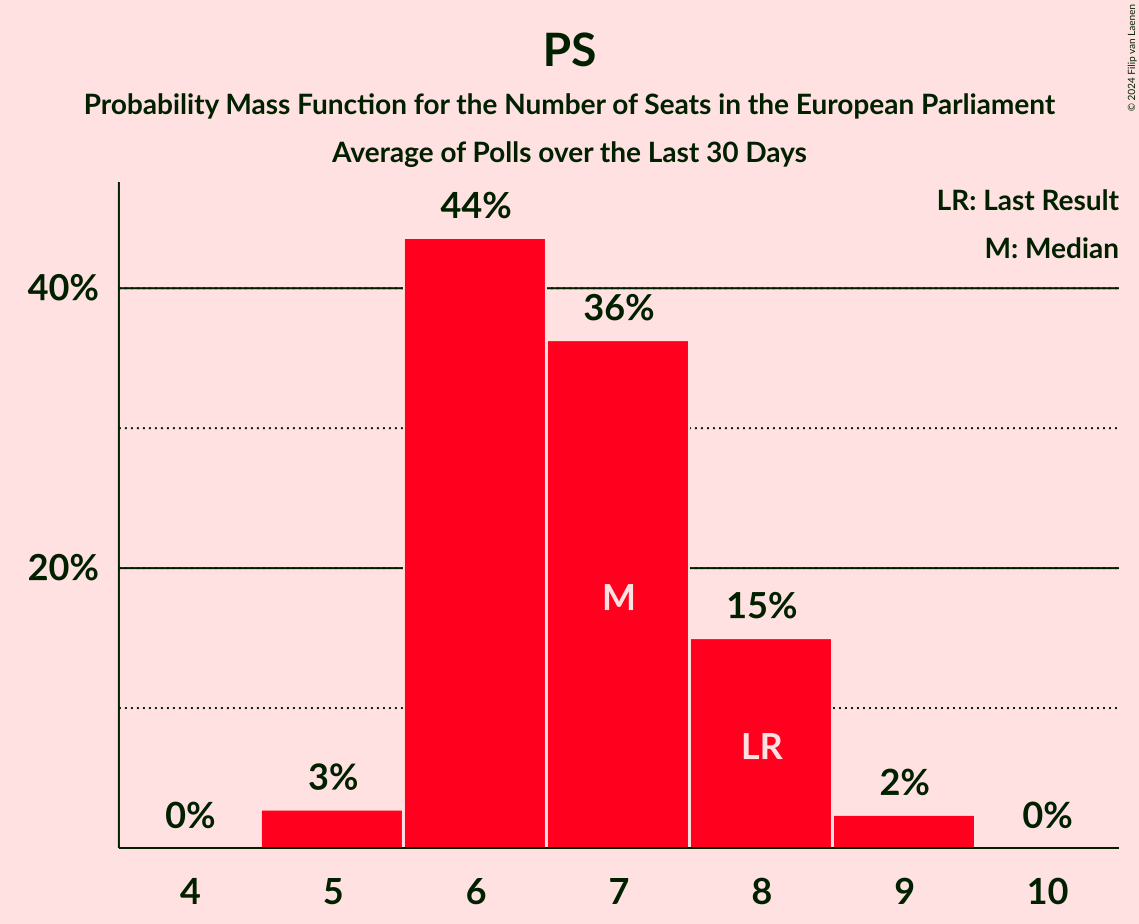 PS
Probability Mass Function for the Number of Seats in the European Parliament
Average of Polls over the Last 30 Days
© 2024 Filip van Laenen
LR: Last Result
M: Median
40%
20%
0%
3%
44%
36%
15%
2%
0%
M
LR
4 5 6 7 8 9 10